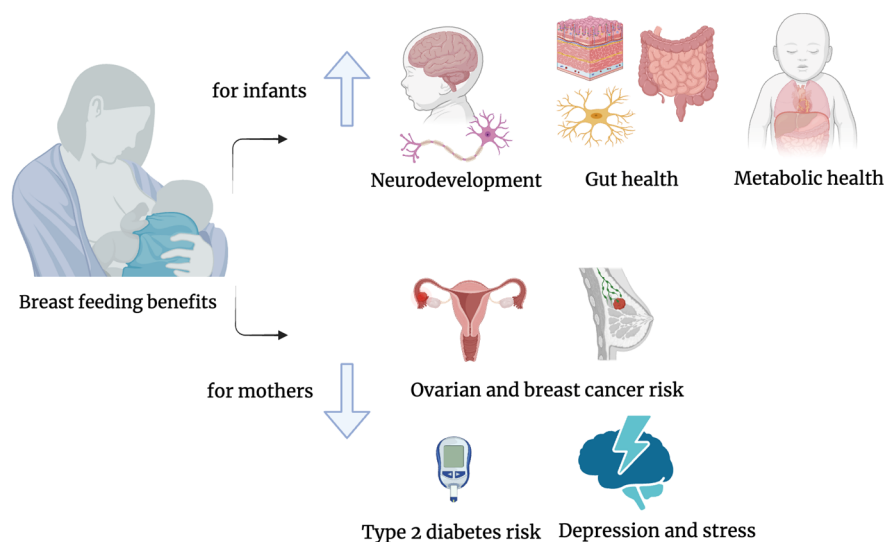 for infants
Neurodevelopment
Gut health
Metabolic health
Breast feeding benefits
for mothers
Ovarian and breast cancer risk
Type 2 diabetes risk
Depression and stress